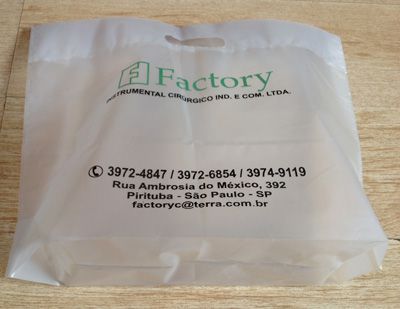 Factory
INSTRUMENTAL CIRÚRGICO IND. E COM. LTDA.
3972-4847 / 3972-6854 / 3974-9119
Rua Ambrosia do México, 392
Pirituba - São Paulo - SP
factoryc@terra.com.br